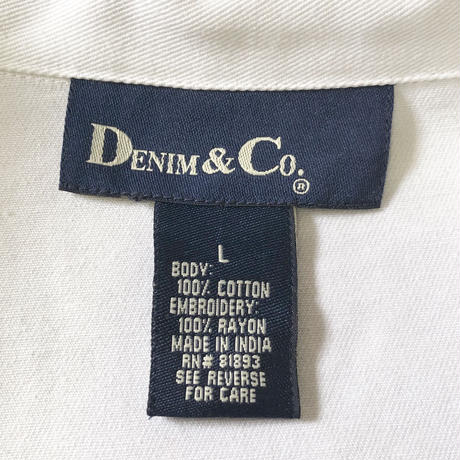 DENIM & CO.®
L
BODY:
100% COTTON
EMBROIDERY:
100% RAYON
MADE IN INDIA
RN# 81893
SEE REVERSE
FOR CARE